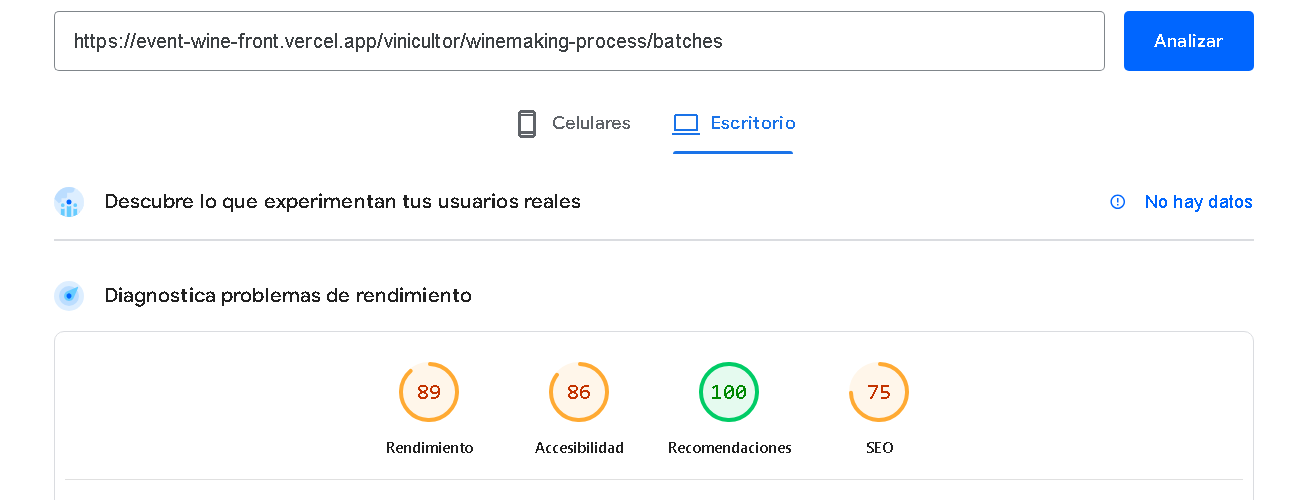 https://event-wine-front.vercel.app/vinicultor/winemaking-process/batches
Analizar
Celulares
Escritorio
Descubre lo que experimentan tus usuarios reales
No hay datos
Diagnostica problemas de rendimiento
89
86
100
75
Rendimiento
Accesibilidad
Recomendaciones
SEO